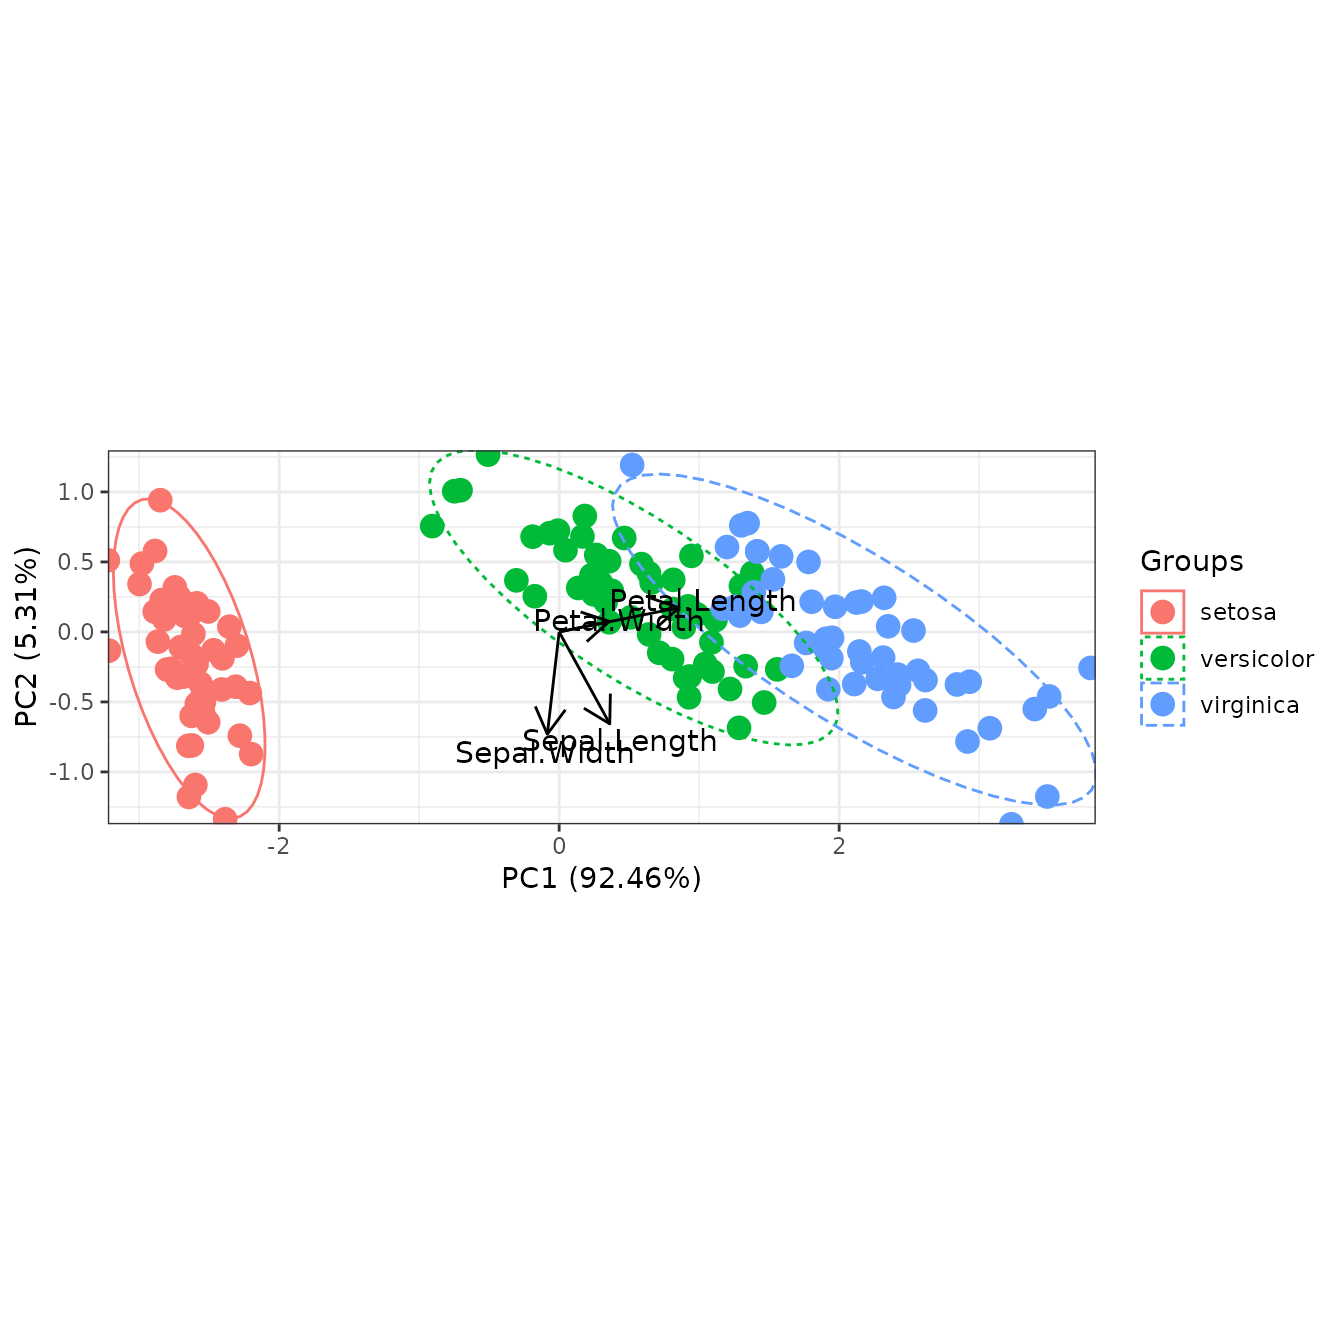 1.0
0.5
0.0
-0.5
-1.0
PC2 (5.31%)
Petal.Length
Petal.Width
Sepal.Length
Sepal.Width
-2
0
2
PC1 (92.46%)
Groups
setosa
versicolor
virginica